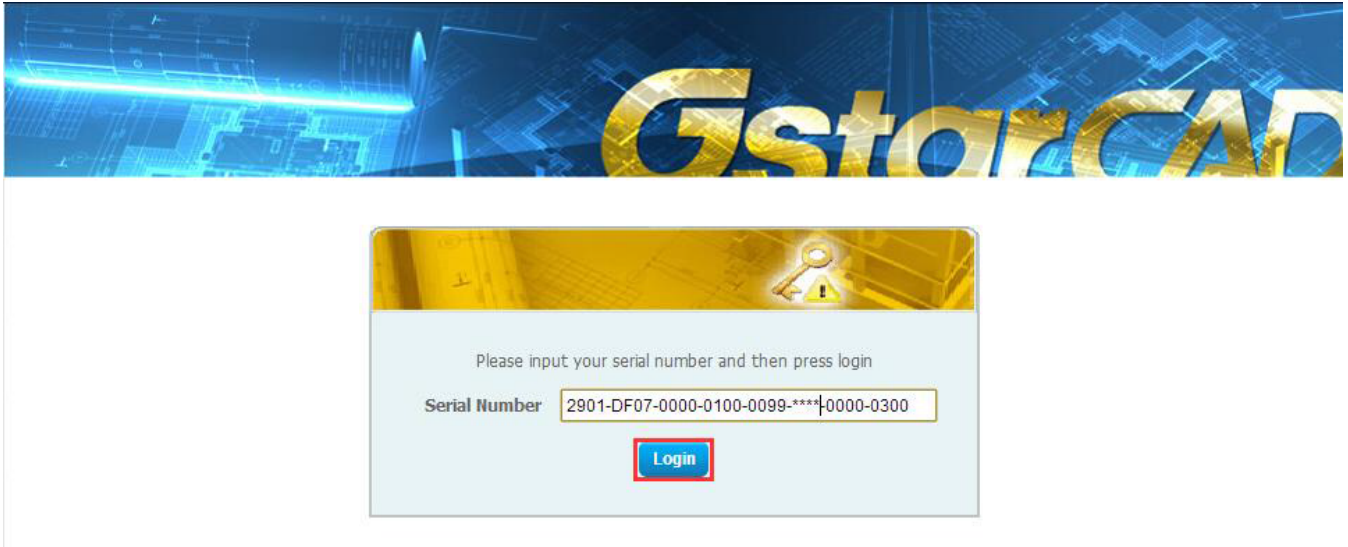 GstarCAD
Please input your serial number and then press login
Serial Number 2901-DF07-0000-0100-0099-****-0000-0300
Login